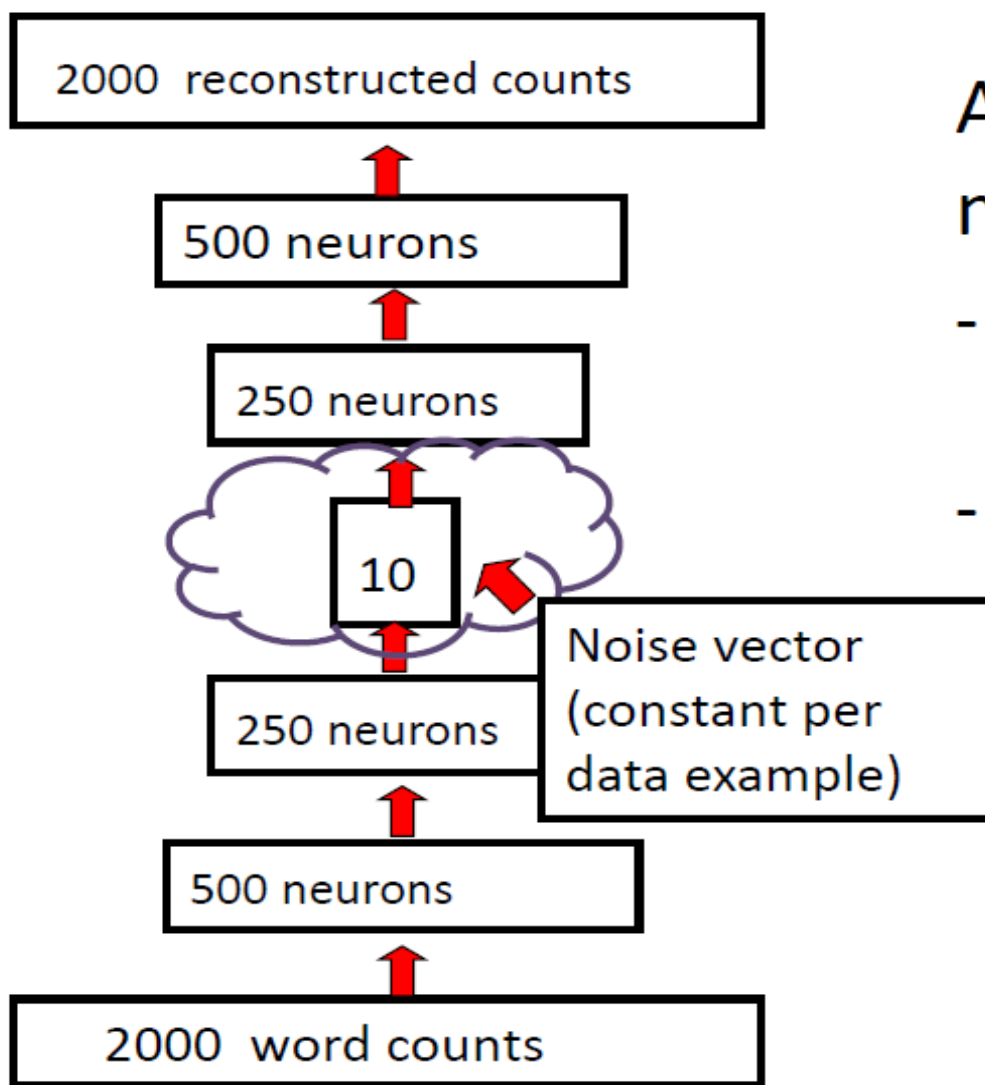 2000 reconstructed counts
500 neurons
250 neurons
10
250 neurons
Noise vector
(constant per
data example)
500 neurons
2000 word counts
A
-
-